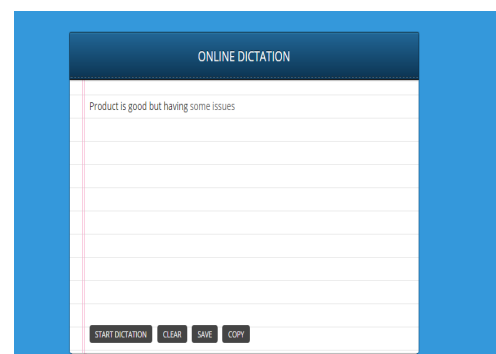 ONLINE DICTATION
Product is good but having some issues
START DICTATION CLEAR SAVE COPY